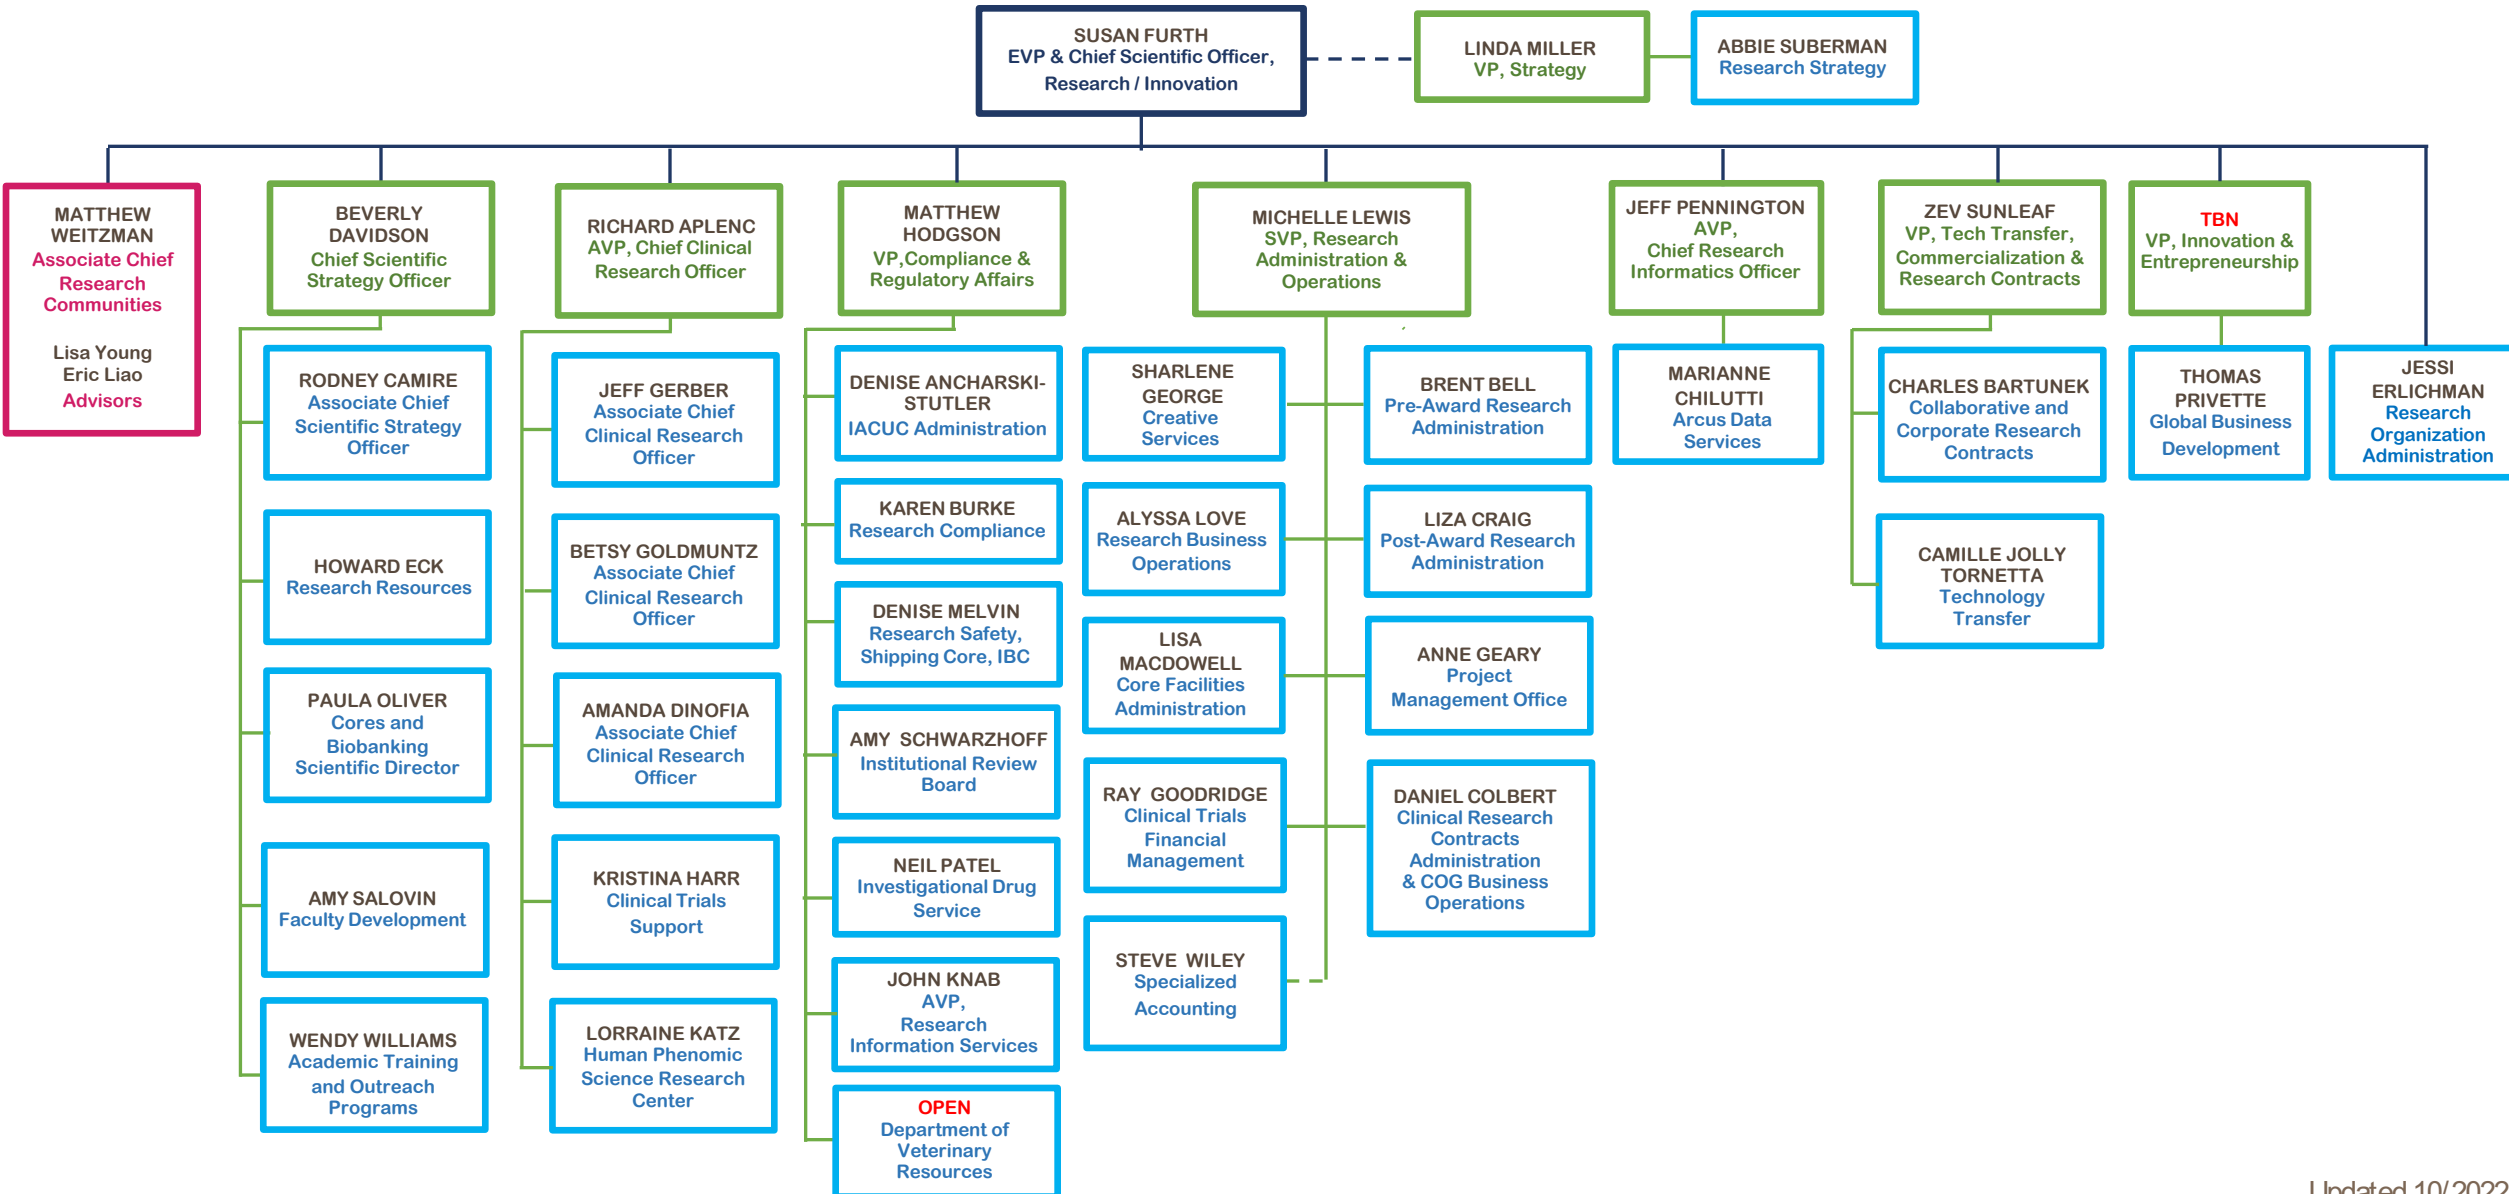 SUSAN FURTH
EVP & Chief Scientific Officer,
Research / Innovation
LINDA MILLER
VP, Strategy
ABBIE SUBERMAN
Research Strategy
MATTHEW
WEITZMAN
Associate Chief
Research
Communities
Lisa Young
Eric Liao
Advisors
BEVERLY
DAVIDSON
Chief Scientific
Strategy Officer
RICHARD APLENC
AVP, Chief Clinical
Research Officer
MATTHEW
HODGSON
VP,Compliance &
Regulatory Affairs
MICHELLE LEWIS
SVP, Research
Administration &
Operations
JEFF PENNINGTON
AVP,
Chief Research
Informatics Officer
ZEV SUNLEAF
VP, Tech Transfer,
Commercialization &
Research Contracts
TBN
VP, Innovation &
Entrepreneurship
RODNEY CAMIRE
Associate Chief
Scientific Strategy
Officer
HOWARD ECK
Research Resources
PAULA OLIVER
Cores and
Biobanking
Scientific Director
AMY SALOVIN
Faculty Development
WENDY WILLIAMS
Academic Training
and Outreach
Programs
JEFF GERBER
Associate Chief
Clinical Research
Officer
BETSY GOLDMUNTZ
Associate Chief
Clinical Research
Officer
AMANDA DINOFIA
Associate Chief
Clinical Research
Officer
KRISTINA HARR
Clinical Trials
Support
LORRAINE KATZ
Human Phenomic
Science Research
Center
DENISE ANCHARSKI-
STUTLER
IACUC Administration
KAREN BURKE
Research Compliance
DENISE MELVIN
Research Safety,
Shipping Core, IBC
AMY SCHWARZHOFF
Institutional Review
Board
NEIL PATEL
Investigational Drug
Service
JOHN KNAB
AVP,
Research
Information Services
OPEN
Department of
Veterinary
Resources
SHARLENE
GEORGE
Creative
Services
ALYSSA LOVE
Research Business
Operations
LISA
MACDOWELL
Core Facilities
Administration
RAY GOODRIDGE
Clinical Trials
Financial
Management
STEVE WILEY
Specialized
Accounting
BRENT BELL
Pre-Award Research
Administration
LIZA CRAIG
Post-Award Research
Administration
ANNE GEARY
Project
Management Office
DANIEL COLBERT
Clinical Research
Contracts
Administration
& COG Business
Operations
MARIANNE
CHILUTTI
Arcus Data
Services
CHARLES BARTUNEK
Collaborative and
Corporate Research
Contracts
CAMILLE JOLLY
TORNETTA
Technology
Transfer
THOMAS
PRIVETTE
Global Business
Development
JESSI
ERLICHMAN
Research
Organization
Administration
Updated 10/2022